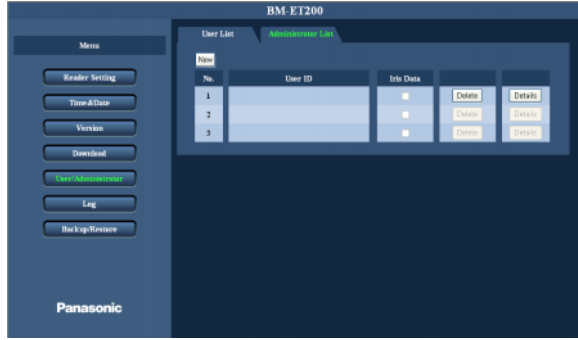 BM-ET200
Menu
Reader Setting
Time&Date
Version
Download
User/Administrator
Log
Backup/Restore
Panasonic
User List
Administrator List
New
No. User ID Iris Data
1 Delete Details
2 Delete Details
3 Delete Details